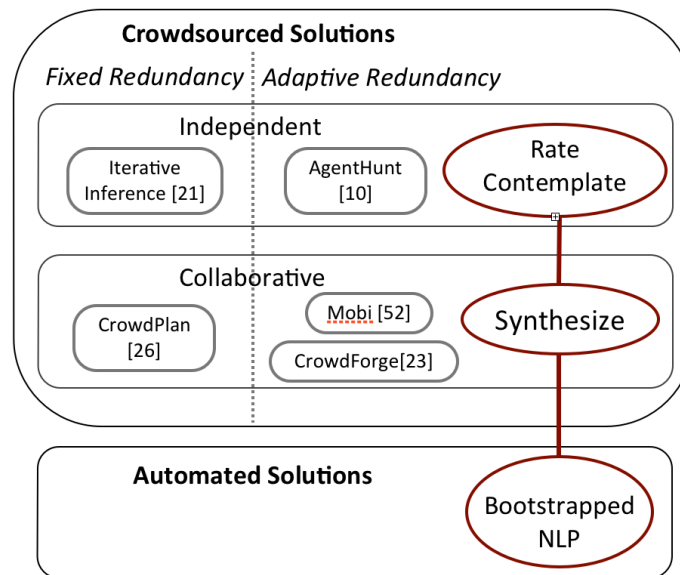 Crowdsourced Solutions
Fixed Redundancy
Adaptive Redundancy
Independent
Iterative
Inference [21]
AgentHunt
[10]
Rate
Contemplate
Collaborative
CrowdPlan
[26]
Mobi [52]
CrowdForge[23]
Synthesize
Automated Solutions
Bootstrapped
NLP